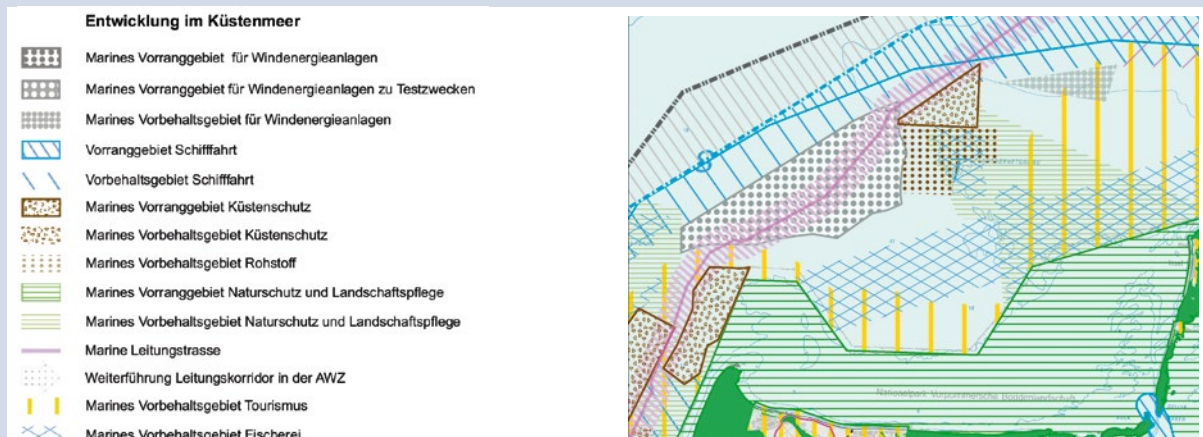 Entwicklung im Küstenmeer
Marines Vorranggebiet für Windenergieanlagen
Marines Vorranggebiet für Windenergieanlagen zu Testzwecken
Marines Vorbehaltsgebiet für Windenergieanlagen
Vorranggebiet Schifffahrt
Vorbehaltsgebiet Schifffahrt
Marines Vorranggebiet Küstenschutz
Marines Vorbehaltsgebiet Küstenschutz
Marines Vorbehaltsgebiet Rohstoff
Marines Vorranggebiet Naturschutz und Landschaftspflege
Marines Vorbehaltsgebiet Naturschutz und Landschaftspflege
Marine Leitungstrasse
Weiterführung Leitungskorridor in der AWZ
Marines Vorbehaltsgebiet Tourismus
Marines Vorbehaltsgebiet Fischerei
Nationalpark Vorpommersche Boddenlandschaft